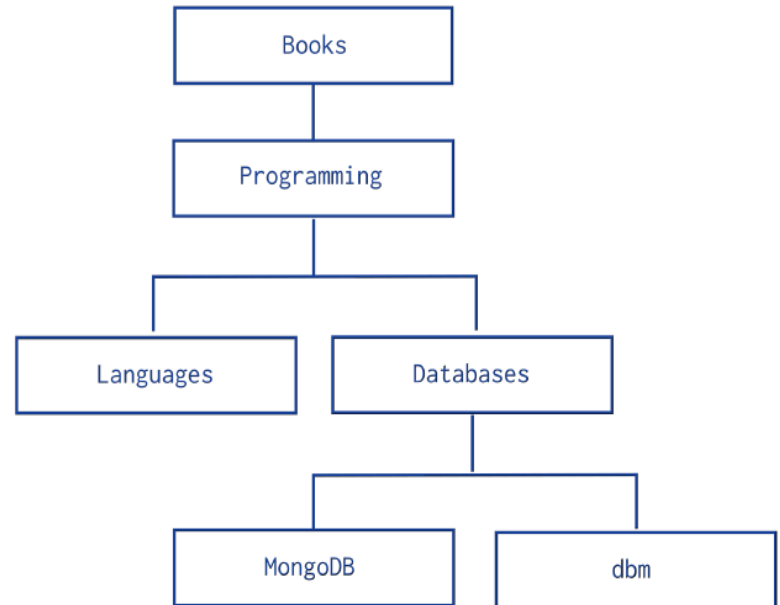 Books
Programming
Languages
Databases
MongoDB
dbm